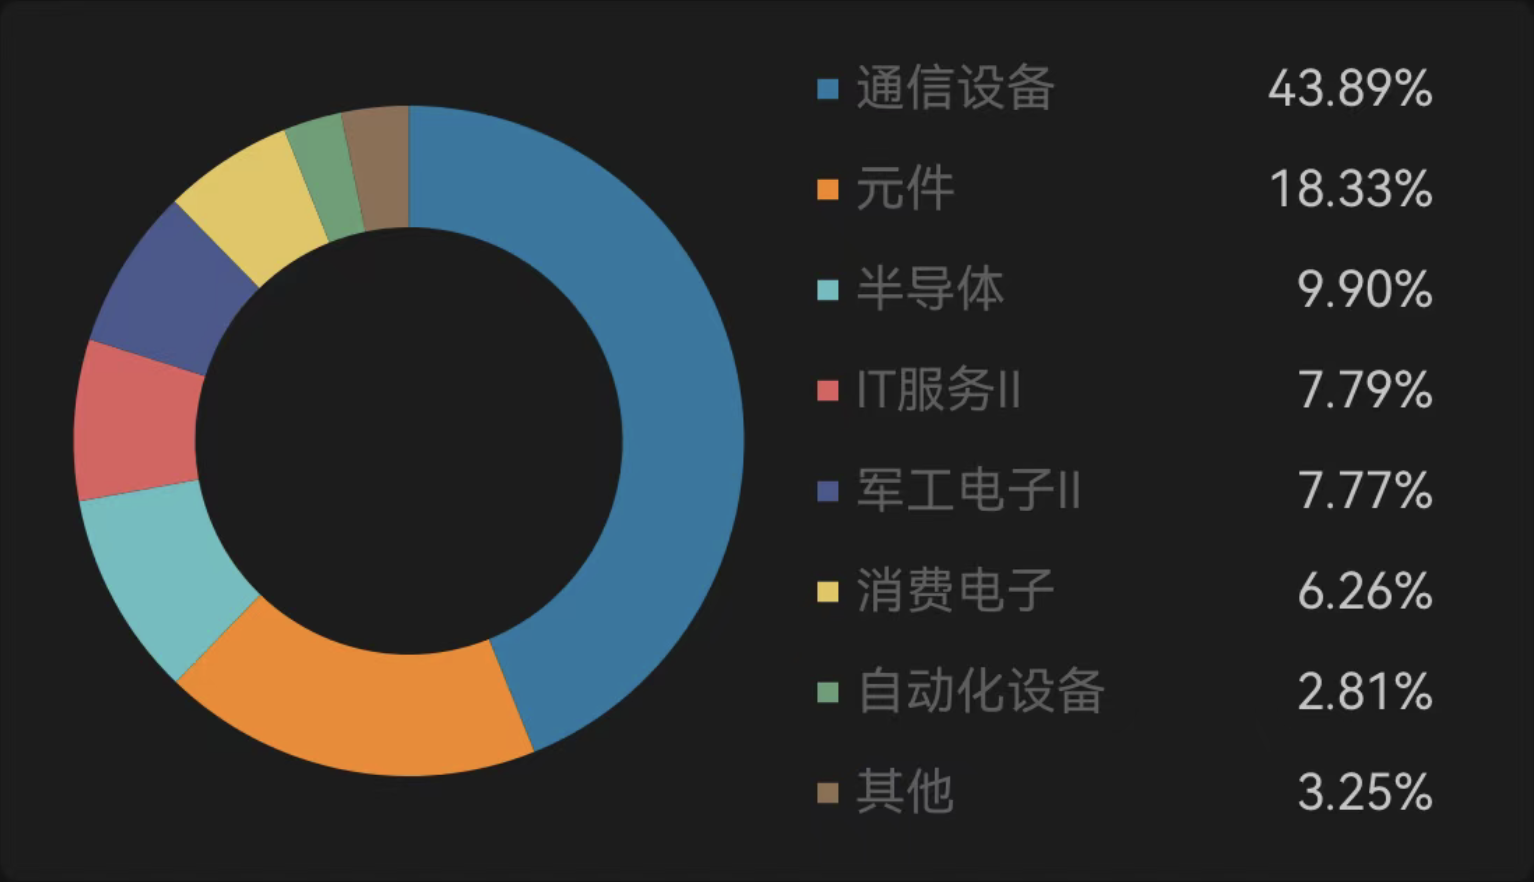 通信设备 43.89%
元件 18.33%
半导体 9.90%
IT服务II 7.79%
军工电子II 7.77%
消费电子 6.26%
自动化设备 2.81%
其他 3.25%